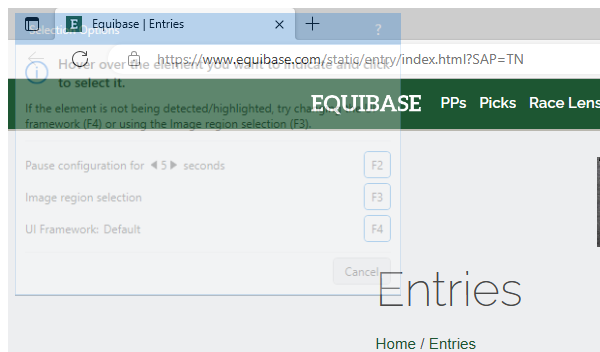 Equibase | Entries
Selection Options
?
https://www.equibase.com/static/entry/index.html?SAP=TN
Hover over the element you want to indicate and click
to select it.
EQUIBASE PPs Picks Race Lens
If the element is not being detected/highlighted, try
framework (F4) or using the Image region selection (F3).
Pause configuration for 5 seconds F2
Image region selection F3
UI Framework: Default F4
Cancel
Entries
Home / Entries